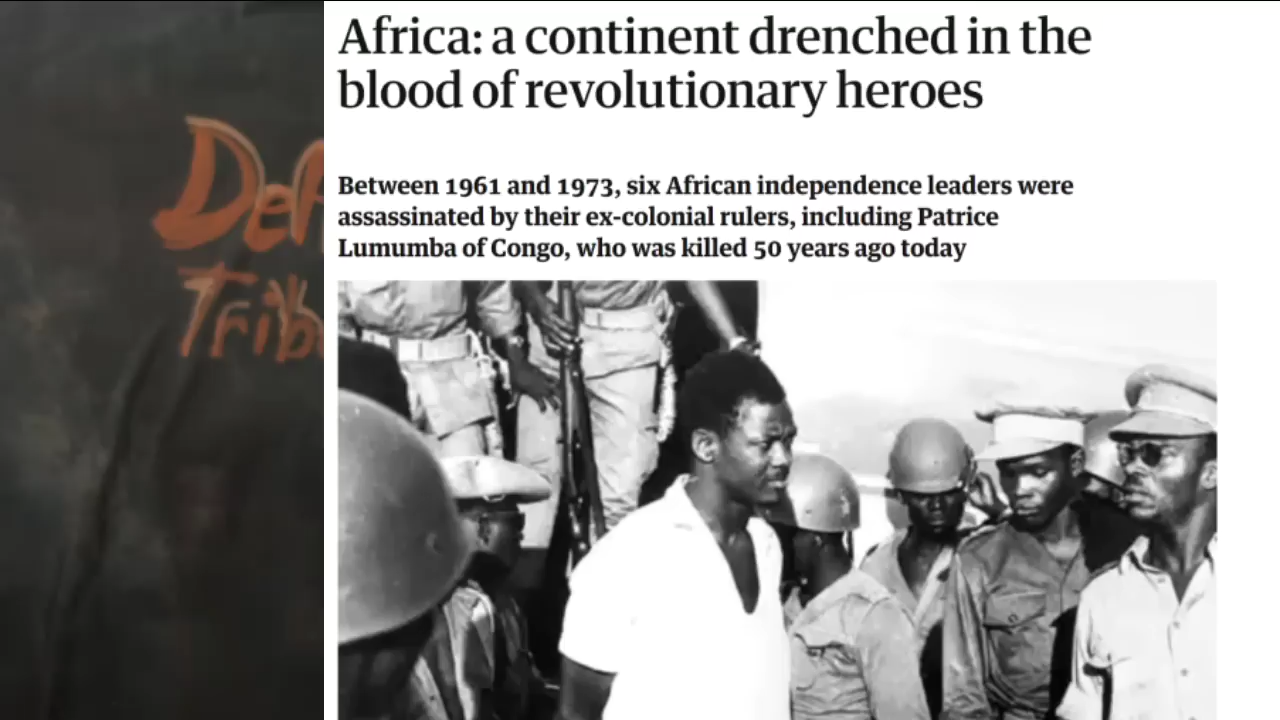 Africa: a continent drenched in the
blood of revolutionary heroes
Between 1961 and 1973, six African independence leaders were
assassinated by their ex-colonial rulers, including Patrice
Lumumba of Congo, who was killed 50 years ago today